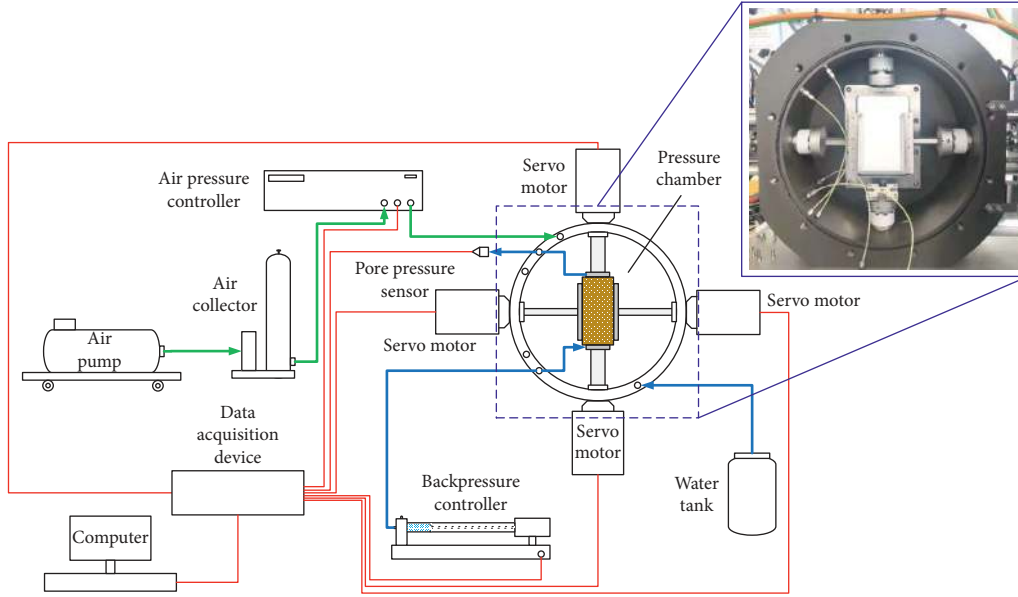 Servo
motor
Pressure
chamber
Air pressure
controller
Pore pressure
sensor
Air
collector
Servo motor
Servo motor
Air
pump
Servo
motor
Data
acquisition
device
Backpressure
controller
Water
tank
Computer